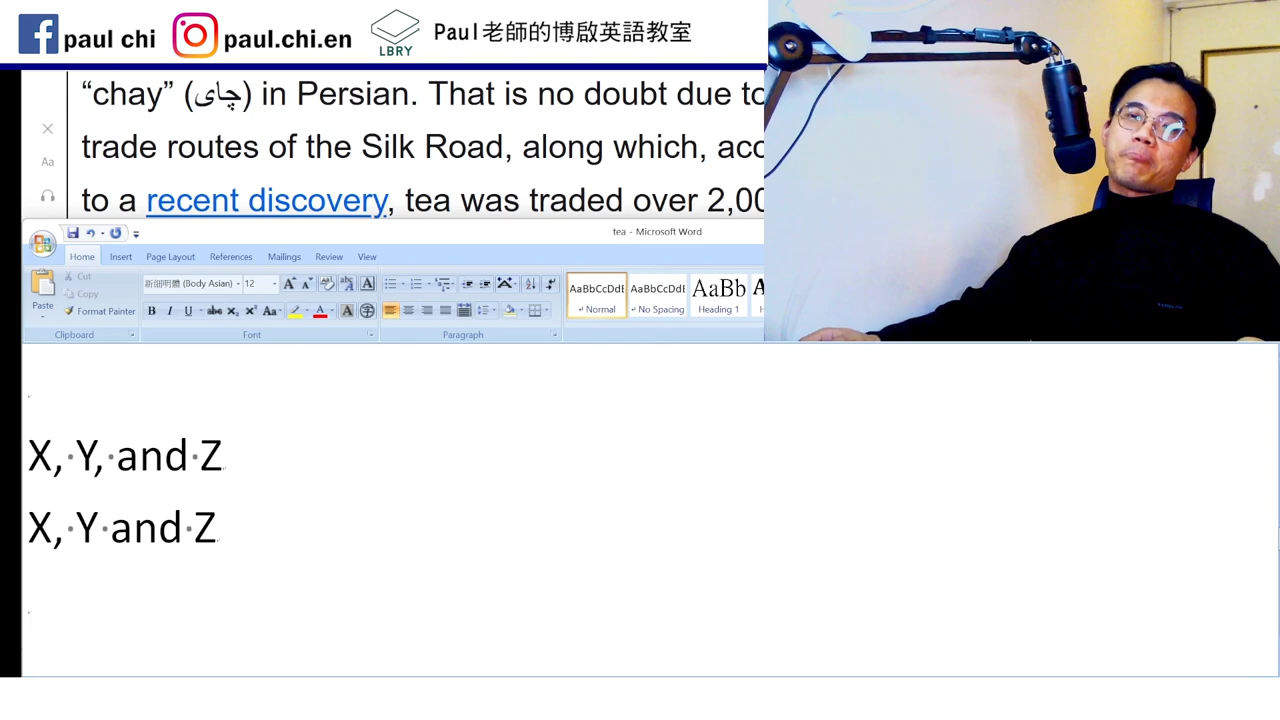 paul chi
paul.chi.en
LBRY
Paul老師的博啟英語教室
“chay” (چای) in Persian. That is no doubt due to
trade routes of the Silk Road, along which, acc
to a recent discovery, tea was traded over 2,00
Aa
tea - Microsoft Word
Home Insert Page Layout References Mailings Review View
Paste
Cut
Copy
Format Painter
Clipboard
新細明體 (Body Asian) 12
Font
Paragraph
AaBbCcDdE AaBbCcDdE AaBb
Normal No Spacing Heading 1
X, Y, and Z
X, Y and Z